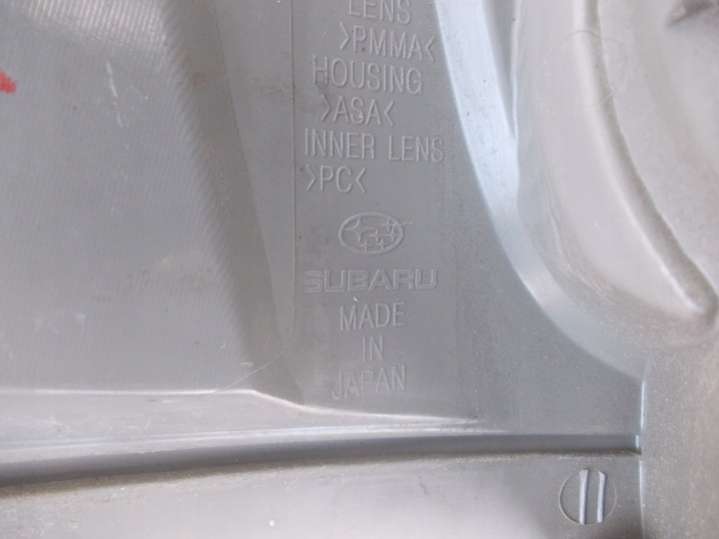 LENS
>PMMA<
HOUSING
>ASA<
INNER LENS
>PC<
SUBARU
MADE
IN
JAPAN